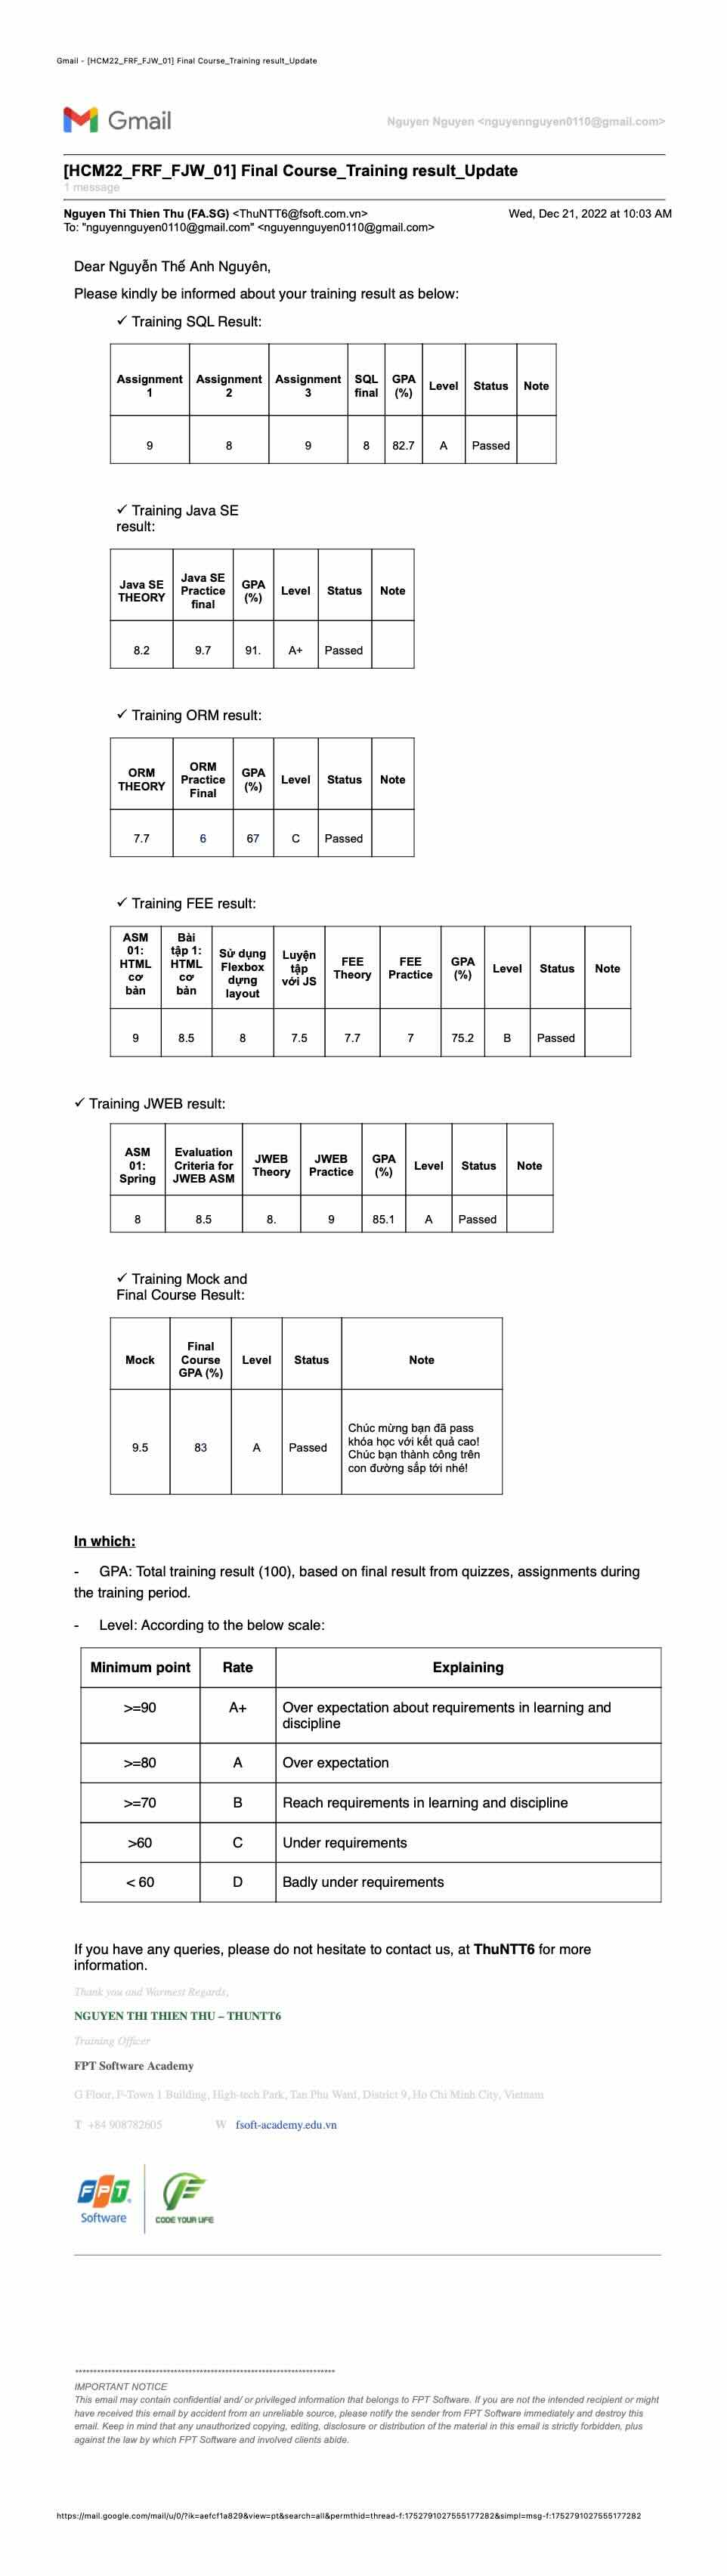 Gmail - [HCM22_FRF_FJW_01] Final Course_Training result_Update
Gmail
Nguyen Nguyen <nguyennguyen0110@gmail.com>
[HCM22_FRF_FJW_01] Final Course_Training result_Update
1 message
Nguyen Thi Thien Thu (FA.SG) <ThuNTT6@fsoft.com.vn> Wed, Dec 21, 2022 at 10:03 AM
To: "nguyennguyen0110@gmail.com" <nguyennguyen0110@gmail.com>
Dear Nguyễn Thế Anh Nguyên,
Please kindly be informed about your training result as below:
✓ Training SQL Result:
Assignment 1 Assignment 2 Assignment 3 SQL final GPA (%) Level Status Note
9 8 9 8 82.7 A Passed
✓ Training Java SE
result:
Java SE THEORY Java SE Practice final GPA (%) Level Status Note
8.2 9.7 91. A+ Passed
✓ Training ORM result:
ORM THEORY ORM Practice Final GPA (%) Level Status Note
7.7 6 67 C Passed
✓ Training FEE result:
ASM 01: HTML cơ bản Bài tập 1: HTML cơ bản Sử dụng Flexbox dựng layout Luyện tập với JS FEE Theory FEE Practice GPA (%) Level Status Note
9 8.5 8 7.5 7.7 7 75.2 B Passed
✓ Training JWEB result:
ASM 01: Spring Evaluation Criteria for JWEB ASM JWEB Theory JWEB Practice GPA (%) Level Status Note
8 8.5 8. 9 85.1 A Passed
✓ Training Mock and
Final Course Result:
Mock Final Course GPA (%) Level Status Note
9.5 83 A Passed Chúc mừng bạn đã pass
khóa học với kết quả cao!
Chúc bạn thành công trên
con đường sắp tới nhé!
In which:
- GPA: Total training result (100), based on final result from quizzes, assignments during
the training period.
- Level: According to the below scale:
Minimum point Rate Explaining
>=90 A+ Over expectation about requirements in learning and
discipline
>=80 A Over expectation
>=70 B Reach requirements in learning and discipline
>60 C Under requirements
< 60 D Badly under requirements
If you have any queries, please do not hesitate to contact us, at ThuNTT6 for more
information.
Thank you and Warmest Regards,
NGUYEN THI THIEN THU – THUNTT6
Training Officer
FPT Software Academy
G Floor, F-Town 1 Building, High-tech Park, Tan Phu Ward, District 9, Ho Chi Minh City, Vietnam
T +84 908782605 W fsoft-academy.edu.vn
FPT Software
CODE YOUR LIFE
************************************************************************
IMPORTANT NOTICE
This email may contain confidential and/ or privileged information that belongs to FPT Software. If you are not the intended recipient or might
have received this email by accident from an unreliable source, please notify the sender from FPT Software immediately and destroy this
email. Keep in mind that any unauthorized copying, editing, disclosure or distribution of the material in this email is strictly forbidden, plus
against the law by which FPT Software and involved clients abide.
https://mail.google.com/mail/u/0/?ik=aefcf1a829&view=pt&search=all&permthid=thread-f:1752791027555177282&simpl=msg-f:1752791027555177282